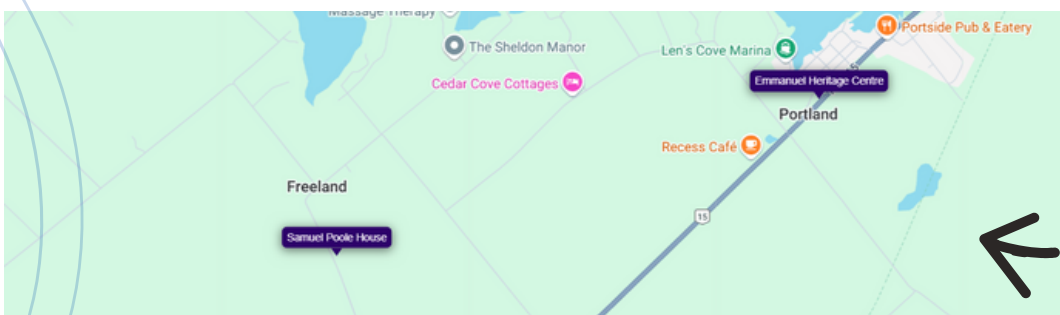 Massage Therapy
Portside Pub & Eatery
The Sheldon Manor
Len's Cove Marina
15
Cedar Cove Cottages
Emmanuel Heritage Centre
Portland
Recess Café
Freeland
15
Samuel Poole House